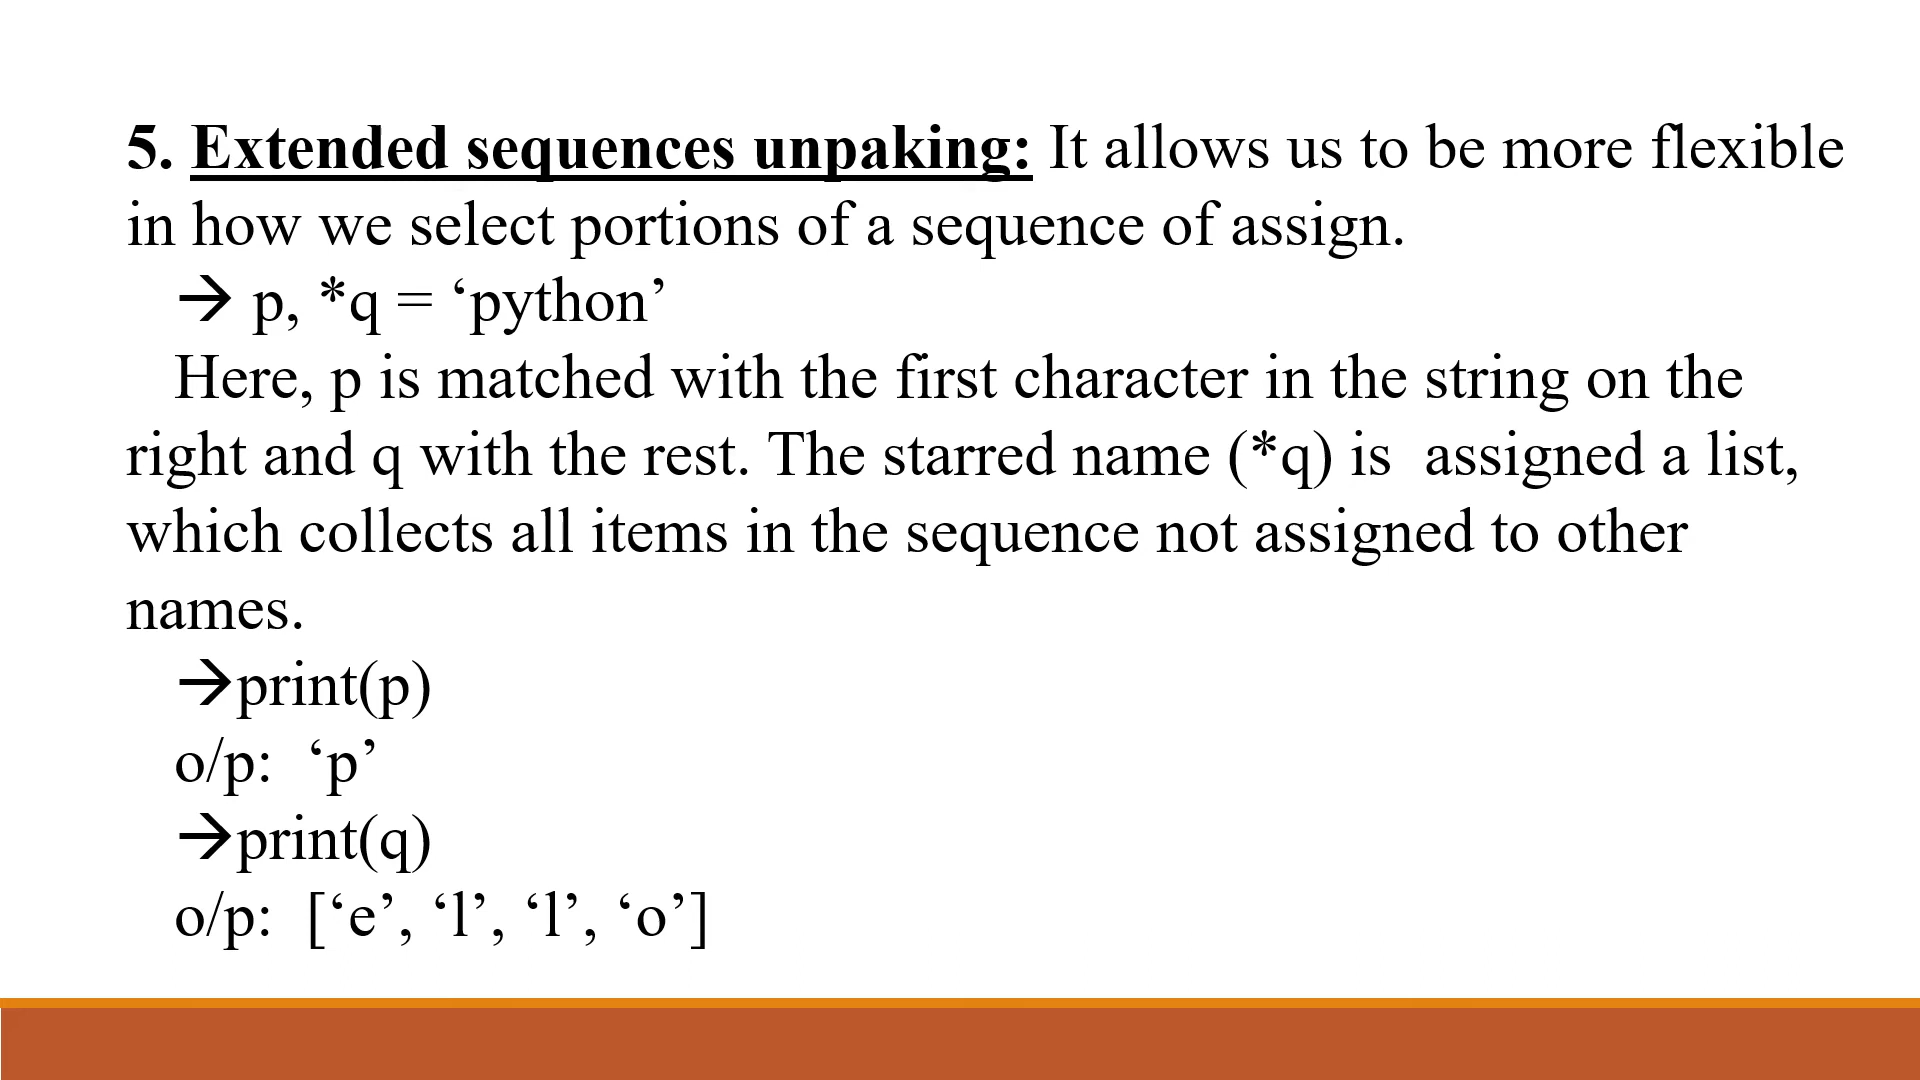 5. Extended sequences unpaking: It allows us to be more flexible
in how we select portions of a sequence of assign.
→ p, *q = ‘python’
Here, p is matched with the first character in the string on the
right and q with the rest. The starred name (*q) is  assigned a list,
which collects all items in the sequence not assigned to other
names.
→print(p)
o/p:  ‘p’
→print(q)
o/p:  [‘e’, ‘l’, ‘l’, ‘o’]